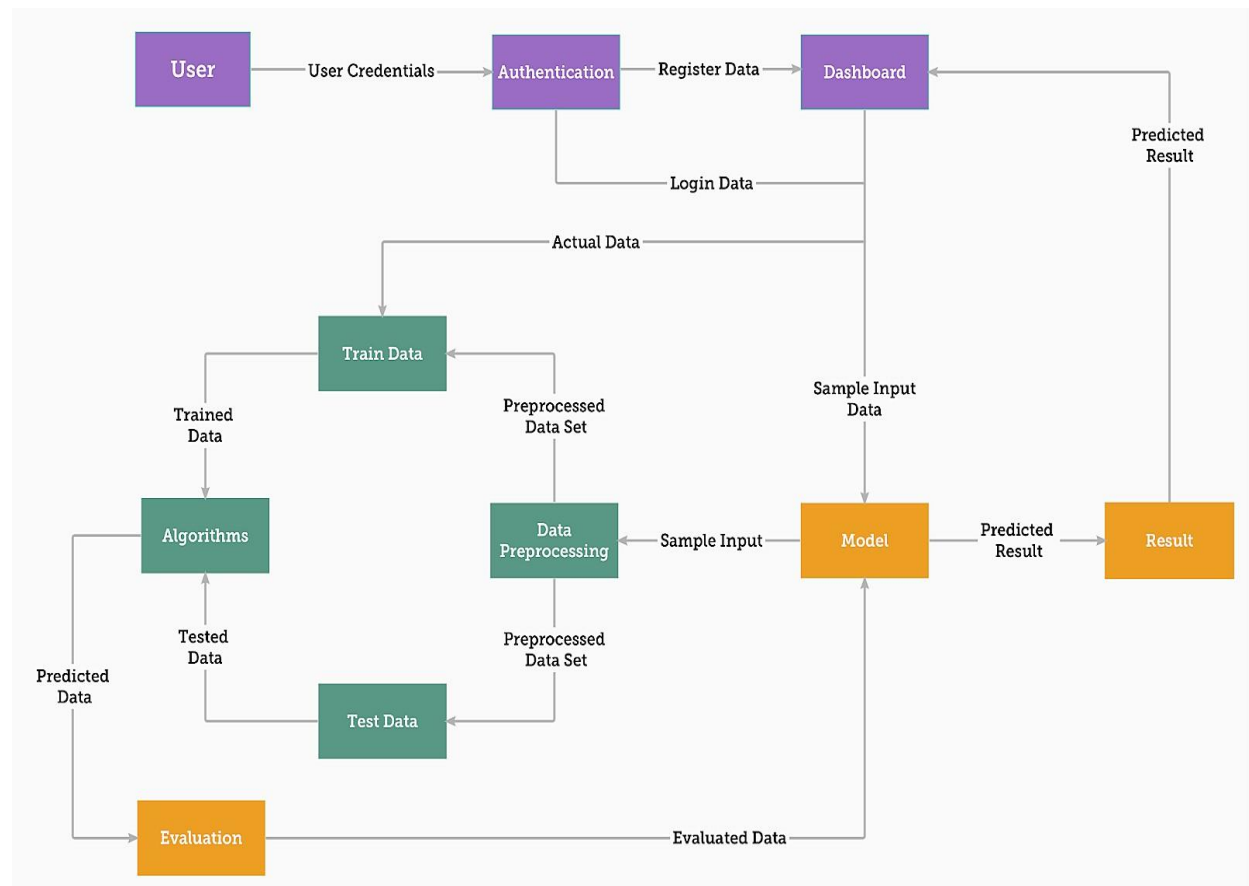 User
User Credentials
Authentication
Register Data
Dashboard
Predicted
Result
Login Data
Actual Data
Train Data
Sample Input
Data
Trained
Data
Preprocessed
Data Set
Algorithms
Data
Preprocessing
Sample Input
Model
Predicted
Result
Result
Tested
Data
Preprocessed
Data Set
Predicted
Data
Test Data
Evaluation
Evaluated Data